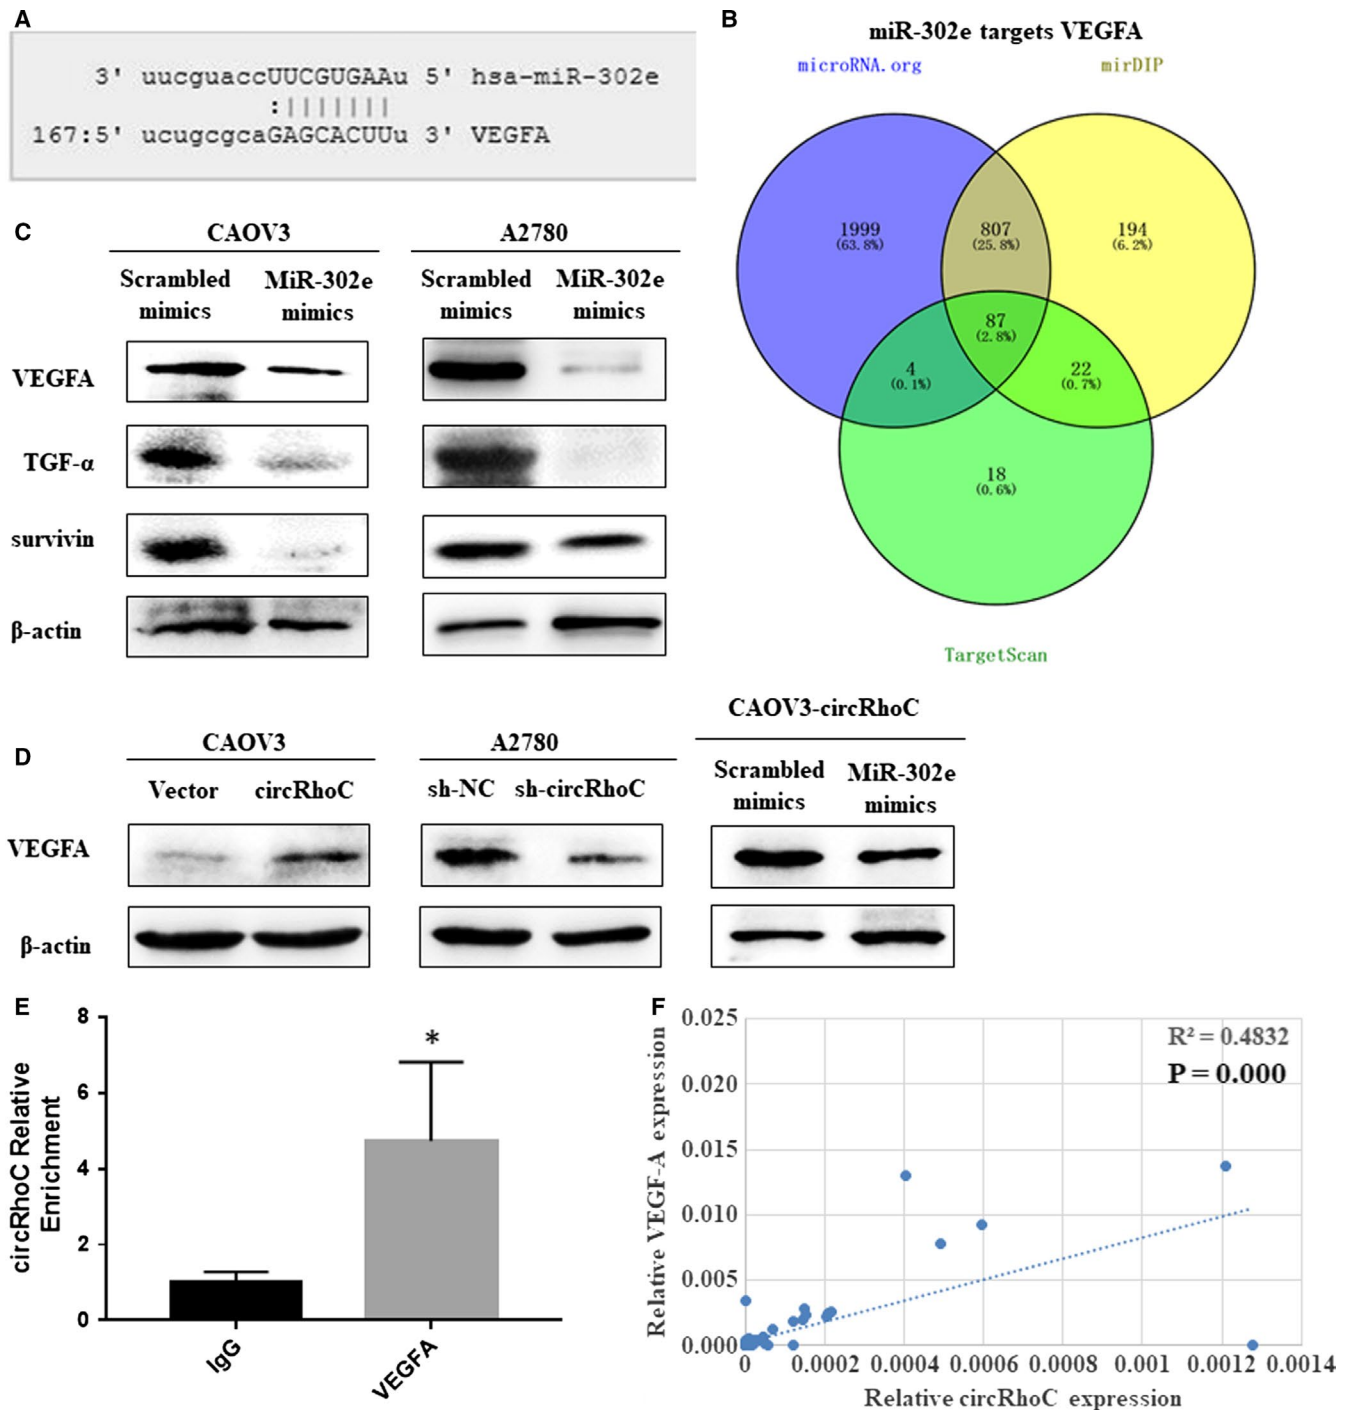 A
3' uucguaccUUCGUGAAu 5' hsa-miR-302e
:|||||||
167:5' ucugcgcaGAGCACUUu 3' VEGFA
B
miR-302e targets VEGFA
microRNA.org
mirDIP
1999
(63.8%)
807
(25.8%)
194
(6.2%)
87
(2.8%)
4
(0.1%)
22
(0.7%)
18
(0.6%)
TargetScan
C
CAOV3
A2780
Scrambled mimics
MiR-302e mimics
Scrambled mimics
MiR-302e mimics
VEGFA
TGF-α
survivin
β-actin
D
CAOV3
A2780
CAOV3-circRhoC
Vector
circRhoC
sh-NC
sh-circRhoC
Scrambled mimics
MiR-302e mimics
VEGFA
β-actin
E
circRhoC Relative Enrichment
8
6
4
2
0
*
IgG
VEGFA
F
Relative VEGF-A expression
0.025
0.020
0.015
0.010
0.005
0.000
R² = 0.4832
P = 0.000
0 0.0002 0.0004 0.0006 0.0008 0.001 0.0012 0.0014
Relative circRhoC expression